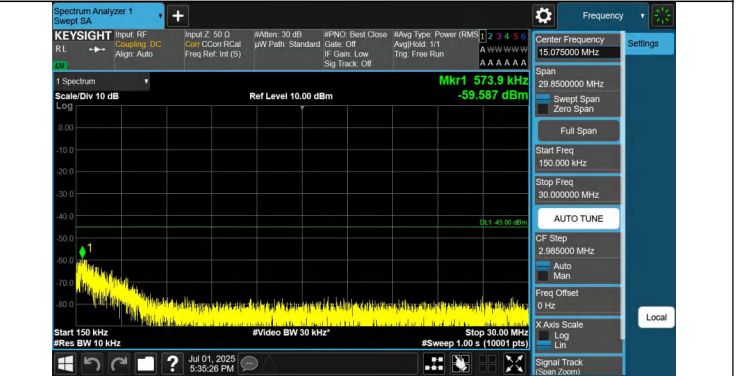 Spectrum Analyzer 1
Swept SA
+
Frequency
KEYSIGHT
RL
Input: RF
Coupling: DC
Align: Auto
Input Z: 50 Ω
Corr CCorr RCal
Freq Ref: Int (S)
#Atten: 30 dB
µW Path: Standard
#PNO: Best Close
Gate: Off
IF Gain: Low
Sig Track: Off
#Avg Type: Power (RMS
Avg|Hold: 1/1
Trig: Free Run
1 2 3 4 5 6
A W W W W W
A A A A A A
1 Spectrum
Scale/Div 10 dB
Ref Level 10.00 dBm
Mkr1 573.9 kHz
-59.587 dBm
Log
0.00
-10.0
-20.0
-30.0
-40.0
-50.0
-60.0
-70.0
-80.0
DL1 -45.00 dBm
1
Start 150 kHz
#Video BW 30 kHz*
Stop 30.00 MHz
#Res BW 10 kHz
#Sweep 1.00 s (10001 pts)
?
Jul 01, 2025
5:35:26 PM
Center Frequency
15.075000 MHz
Settings
Span
29.8500000 MHz
Swept Span
Zero Span
Full Span
Start Freq
150.000 kHz
Stop Freq
30.000000 MHz
AUTO TUNE
CF Step
2.985000 MHz
Auto
Man
Freq Offset
0 Hz
X Axis Scale
Log
Lin
Local
Signal Track
(Span Zoom)